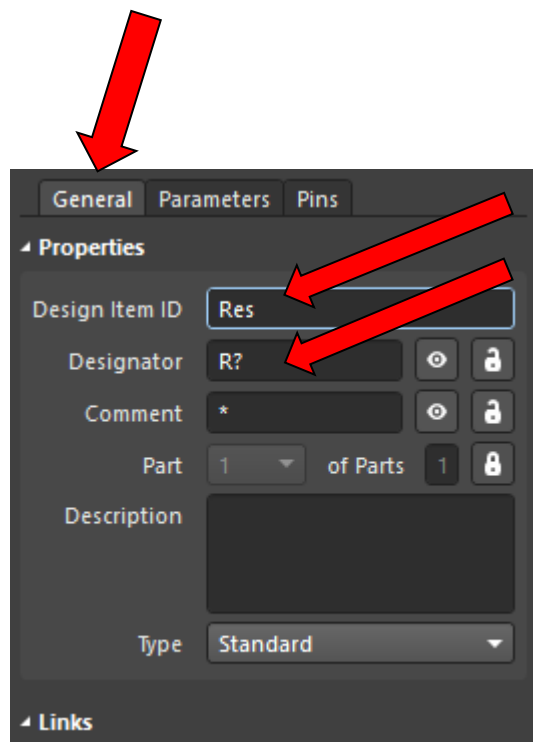 General Parameters Pins
Properties
Design Item ID Res
Designator R?
Comment *
Part 1 of Parts 1
Description
Type Standard
Links